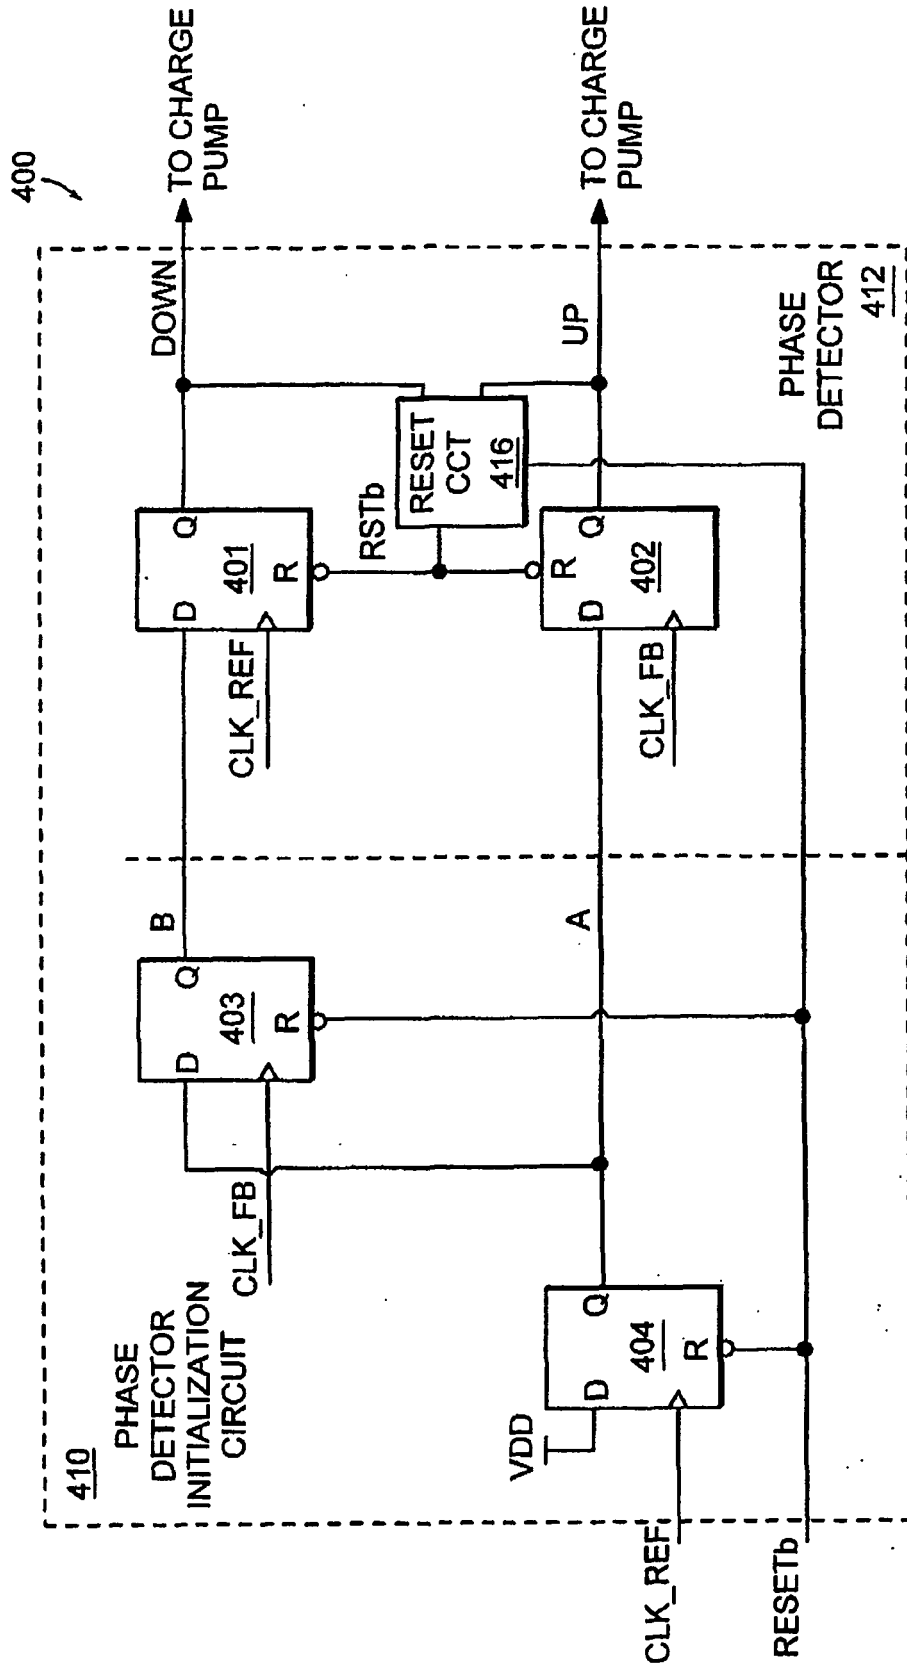 400
410
PHASE
DETECTOR
INITIALIZATION
CIRCUIT
CLK_FB
D
Q
403
R
B
D
Q
401
R
CLK_REF
DOWN
TO CHARGE
PUMP
RSTb
RESET
CCT
416
VDD
D
Q
404
R
CLK_REF
A
D
Q
R
402
CLK_FB
UP
TO CHARGE
PUMP
PHASE
DETECTOR
412
RESETb